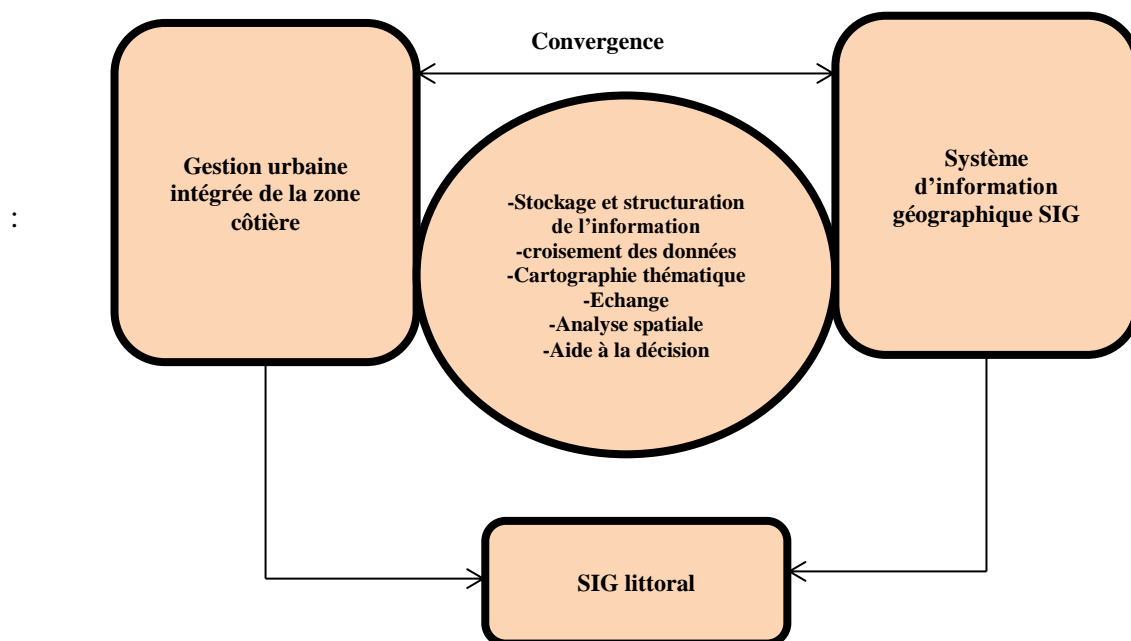 Convergence
Gestion urbaine
intégrée de la zone
côtière
:
-Stockage et structuration
de l’information
-croisement des données
-Cartographie thématique
-Echange
-Analyse spatiale
-Aide à la décision
Système
d’information
géographique SIG
SIG littoral